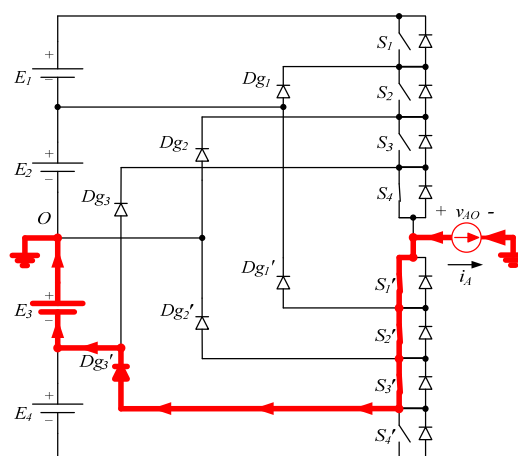 S1
+
E1
−
Dg1
S2
Dg2
S3
+
E2
−
Dg3
S4
O
+ vAO -
iA
Dg1′
S1′
+
E3
−
Dg2′
S2′
Dg3′
S3′
+
E4
−
S4′